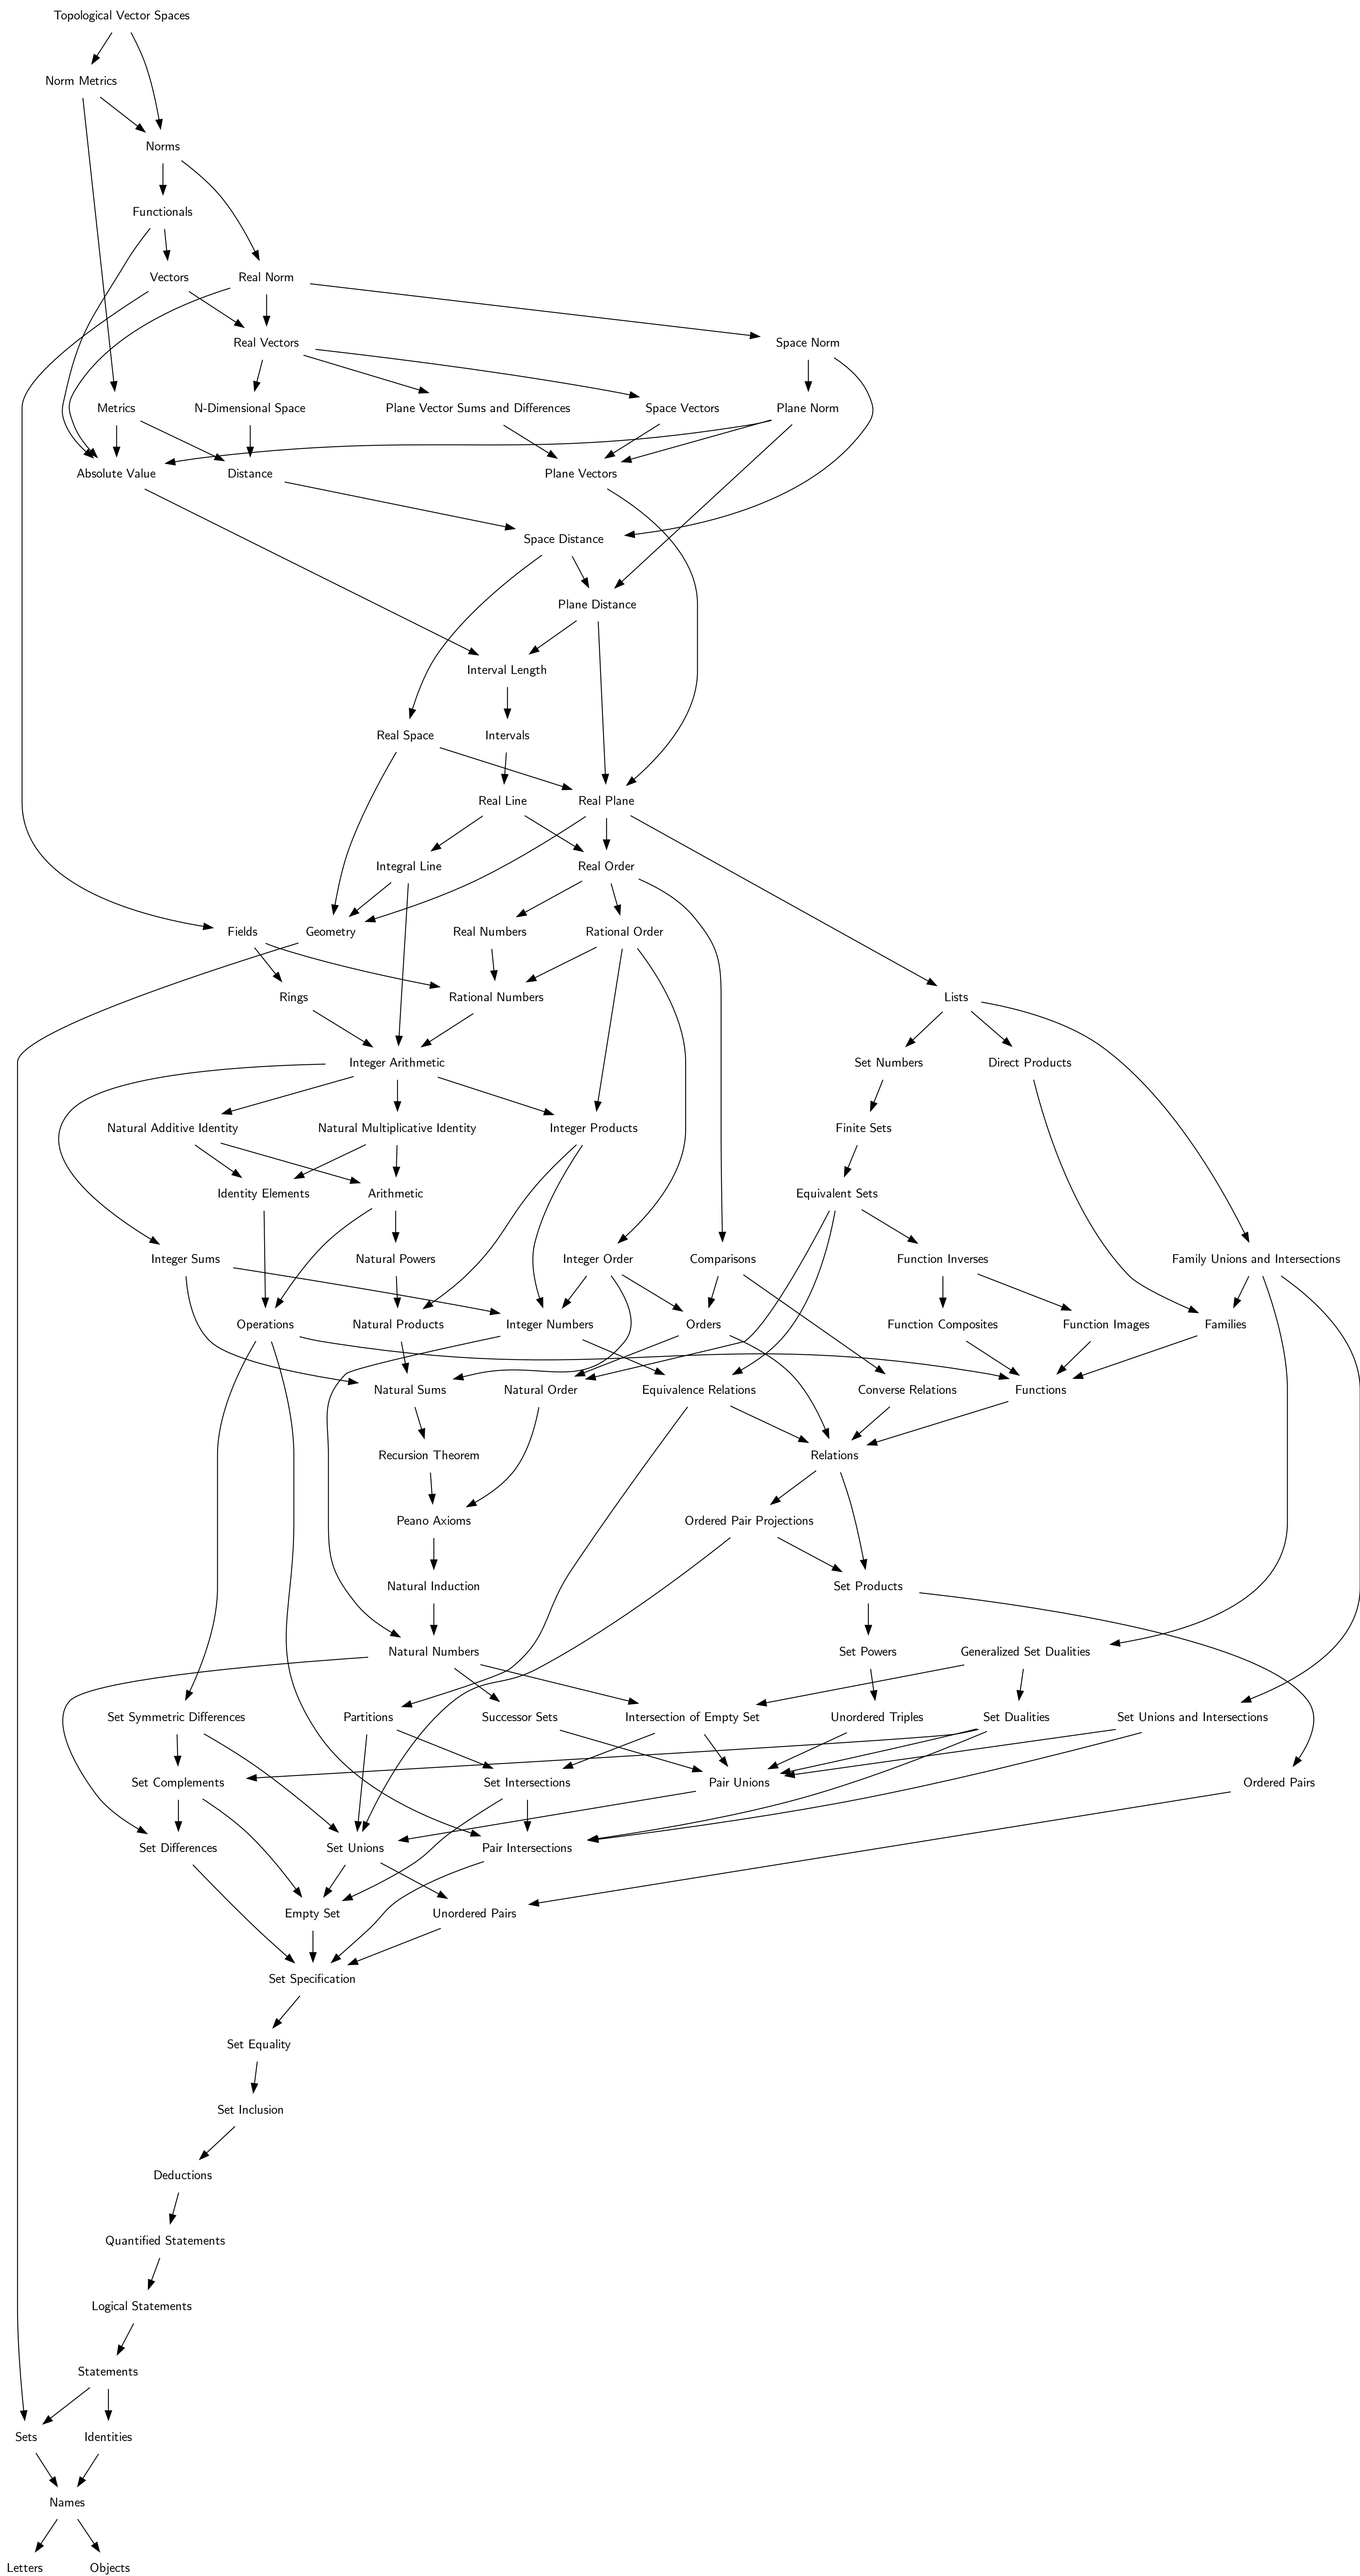 Topological Vector Spaces
Norm Metrics
Norms
Functionals
Vectors
Real Norm
Real Vectors
Space Norm
Metrics
N-Dimensional Space
Plane Vector Sums and Differences
Space Vectors
Plane Norm
Absolute Value
Distance
Plane Vectors
Space Distance
Plane Distance
Interval Length
Real Space
Intervals
Real Line
Real Plane
Integral Line
Real Order
Fields
Geometry
Real Numbers
Rational Order
Rings
Rational Numbers
Lists
Integer Arithmetic
Set Numbers
Direct Products
Natural Additive Identity
Natural Multiplicative Identity
Integer Products
Finite Sets
Identity Elements
Arithmetic
Equivalent Sets
Integer Sums
Natural Powers
Integer Order
Comparisons
Function Inverses
Family Unions and Intersections
Operations
Natural Products
Integer Numbers
Orders
Function Composites
Function Images
Families
Natural Sums
Natural Order
Equivalence Relations
Converse Relations
Functions
Recursion Theorem
Relations
Peano Axioms
Ordered Pair Projections
Natural Induction
Set Products
Natural Numbers
Set Powers
Generalized Set Dualities
Set Symmetric Differences
Partitions
Successor Sets
Intersection of Empty Set
Unordered Triples
Set Dualities
Set Unions and Intersections
Set Complements
Set Intersections
Pair Unions
Ordered Pairs
Set Differences
Set Unions
Pair Intersections
Empty Set
Unordered Pairs
Set Specification
Set Equality
Set Inclusion
Deductions
Quantified Statements
Logical Statements
Statements
Sets
Identities
Names
Letters
Objects